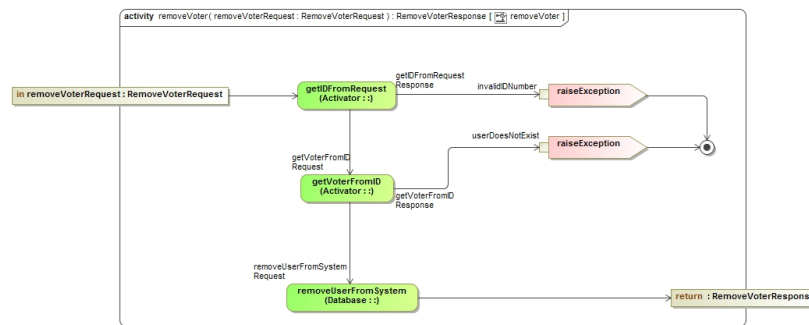 activity removeVoter( removeVoterRequest : RemoveVoterRequest ) : RemoveVoterResponse [ removeVoter ]
in removeVoterRequest : RemoveVoterRequest
getIDFromRequest
(Activator : :)
getIDFromRequest
Response
invalidIDNumber
raiseException
userDoesNotExist
raiseException
getVoterFromID
Request
getVoterFromID
(Activator : :)
getVoterFromID
Response
removeUserFromSystem
Request
removeUserFromSystem
(Database : :)
return : RemoveVoterRespons